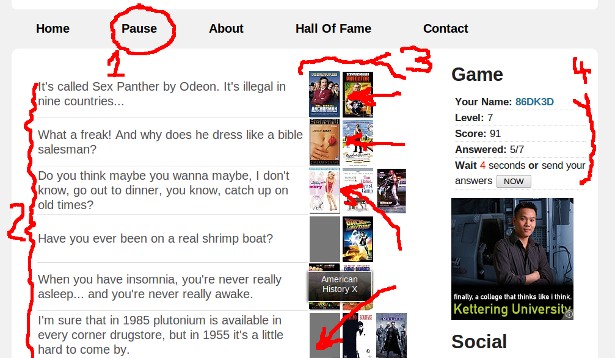 Home Pause About Hall Of Fame Contact
1
3
Game
4
It's called Sex Panther by Odeon. It's illegal in
nine countries...
Your Name: 86DK3D
Level: 7
Score: 91
Answered: 5/7
Wait 4 seconds or send your
answers NOW
What a freak! And why does he dress like a bible
salesman?
Do you think maybe you wanna maybe, I don't
know, go out to dinner, you know, catch up on
old times?
2
Have you ever been on a real shrimp boat?
When you have insomnia, you're never really
asleep... and you're never really awake.
American
History X
I'm sure that in 1985 plutonium is available in
every corner drugstore, but in 1955 it's a little
hard to come by.
finally, a college that thinks like i think.
Kettering University
Social